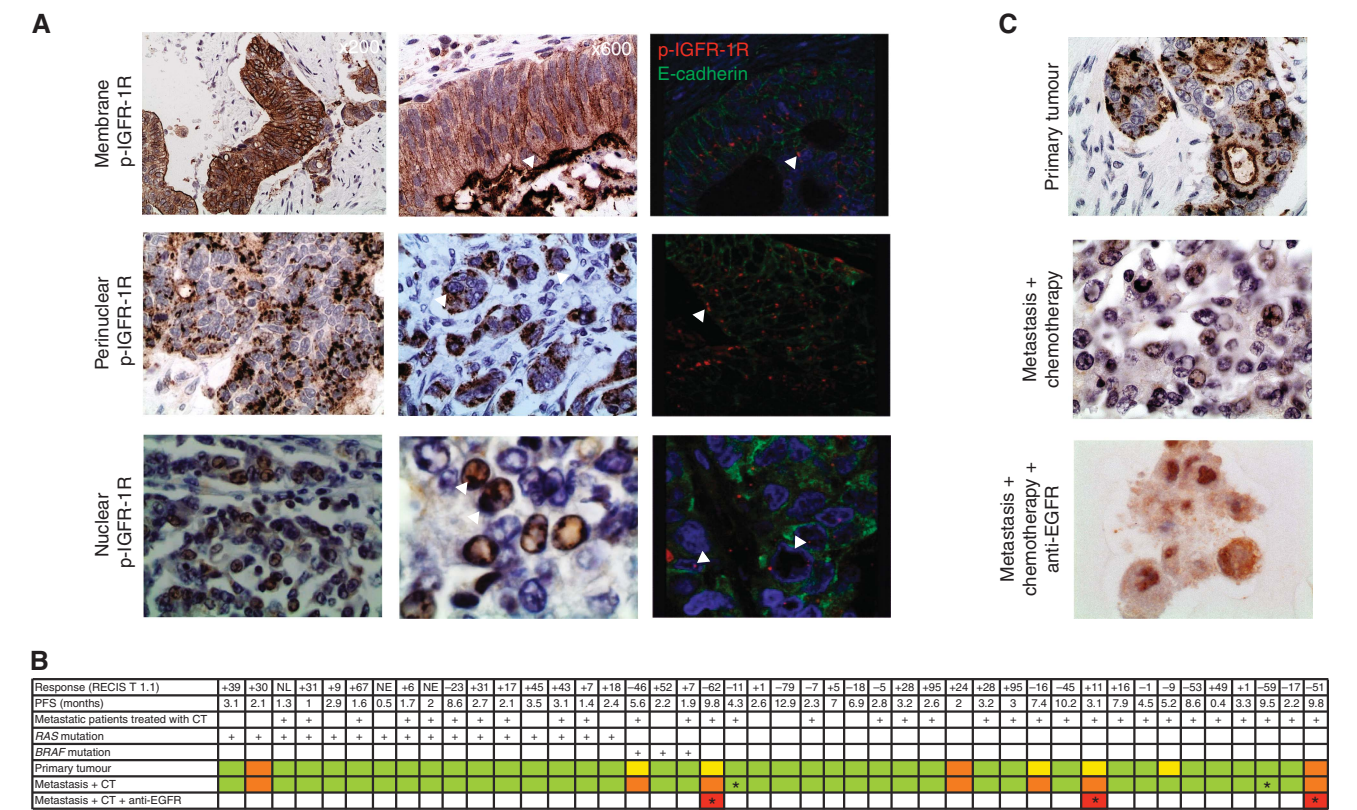 A
C
Membrane
p-IGFR-1R
x200
x600
p-IGFR-1R
E-cadherin
Primary tumour
Perinuclear
p-IGFR-1R
Metastasis +
chemotherapy
Nuclear
p-IGFR-1R
Metastasis +
chemotherapy +
anti-EGFR
B
Response (RECIS T 1.1) +39 +30 NL +31 +9 +67 NE +6 NE –23 +31 +17 +45 +43 +7 +18 –46 +52 +7 –62 –11 +1 –79 –7 +5 –18 –5 +28 +95 +24 +28 +95 –16 –45 +11 +16 –1 –9 –53 +49 +1 –59 –17 –51
PFS (months) 3.1 2.1 1.3 1 2.9 1.6 0.5 1.7 2 8.6 2.7 2.1 3.5 3.1 1.4 2.4 5.6 2.2 1.9 9.8 4.3 2.6 12.9 2.3 7 6.9 2.8 3.2 2.6 2 3.2 3 7.4 10.2 3.1 7.9 4.5 5.2 8.6 0.4 3.3 9.5 2.2 9.8
Metastatic patients treated with CT + + + + + + + + + + + + + + + + + + + + + + + + + + + + + + + +
RAS mutation + + + + + + + + + + + + + + + +
BRAF mutation + + +
Primary tumour
Metastasis + CT * *
Metastasis + CT + anti-EGFR * * *